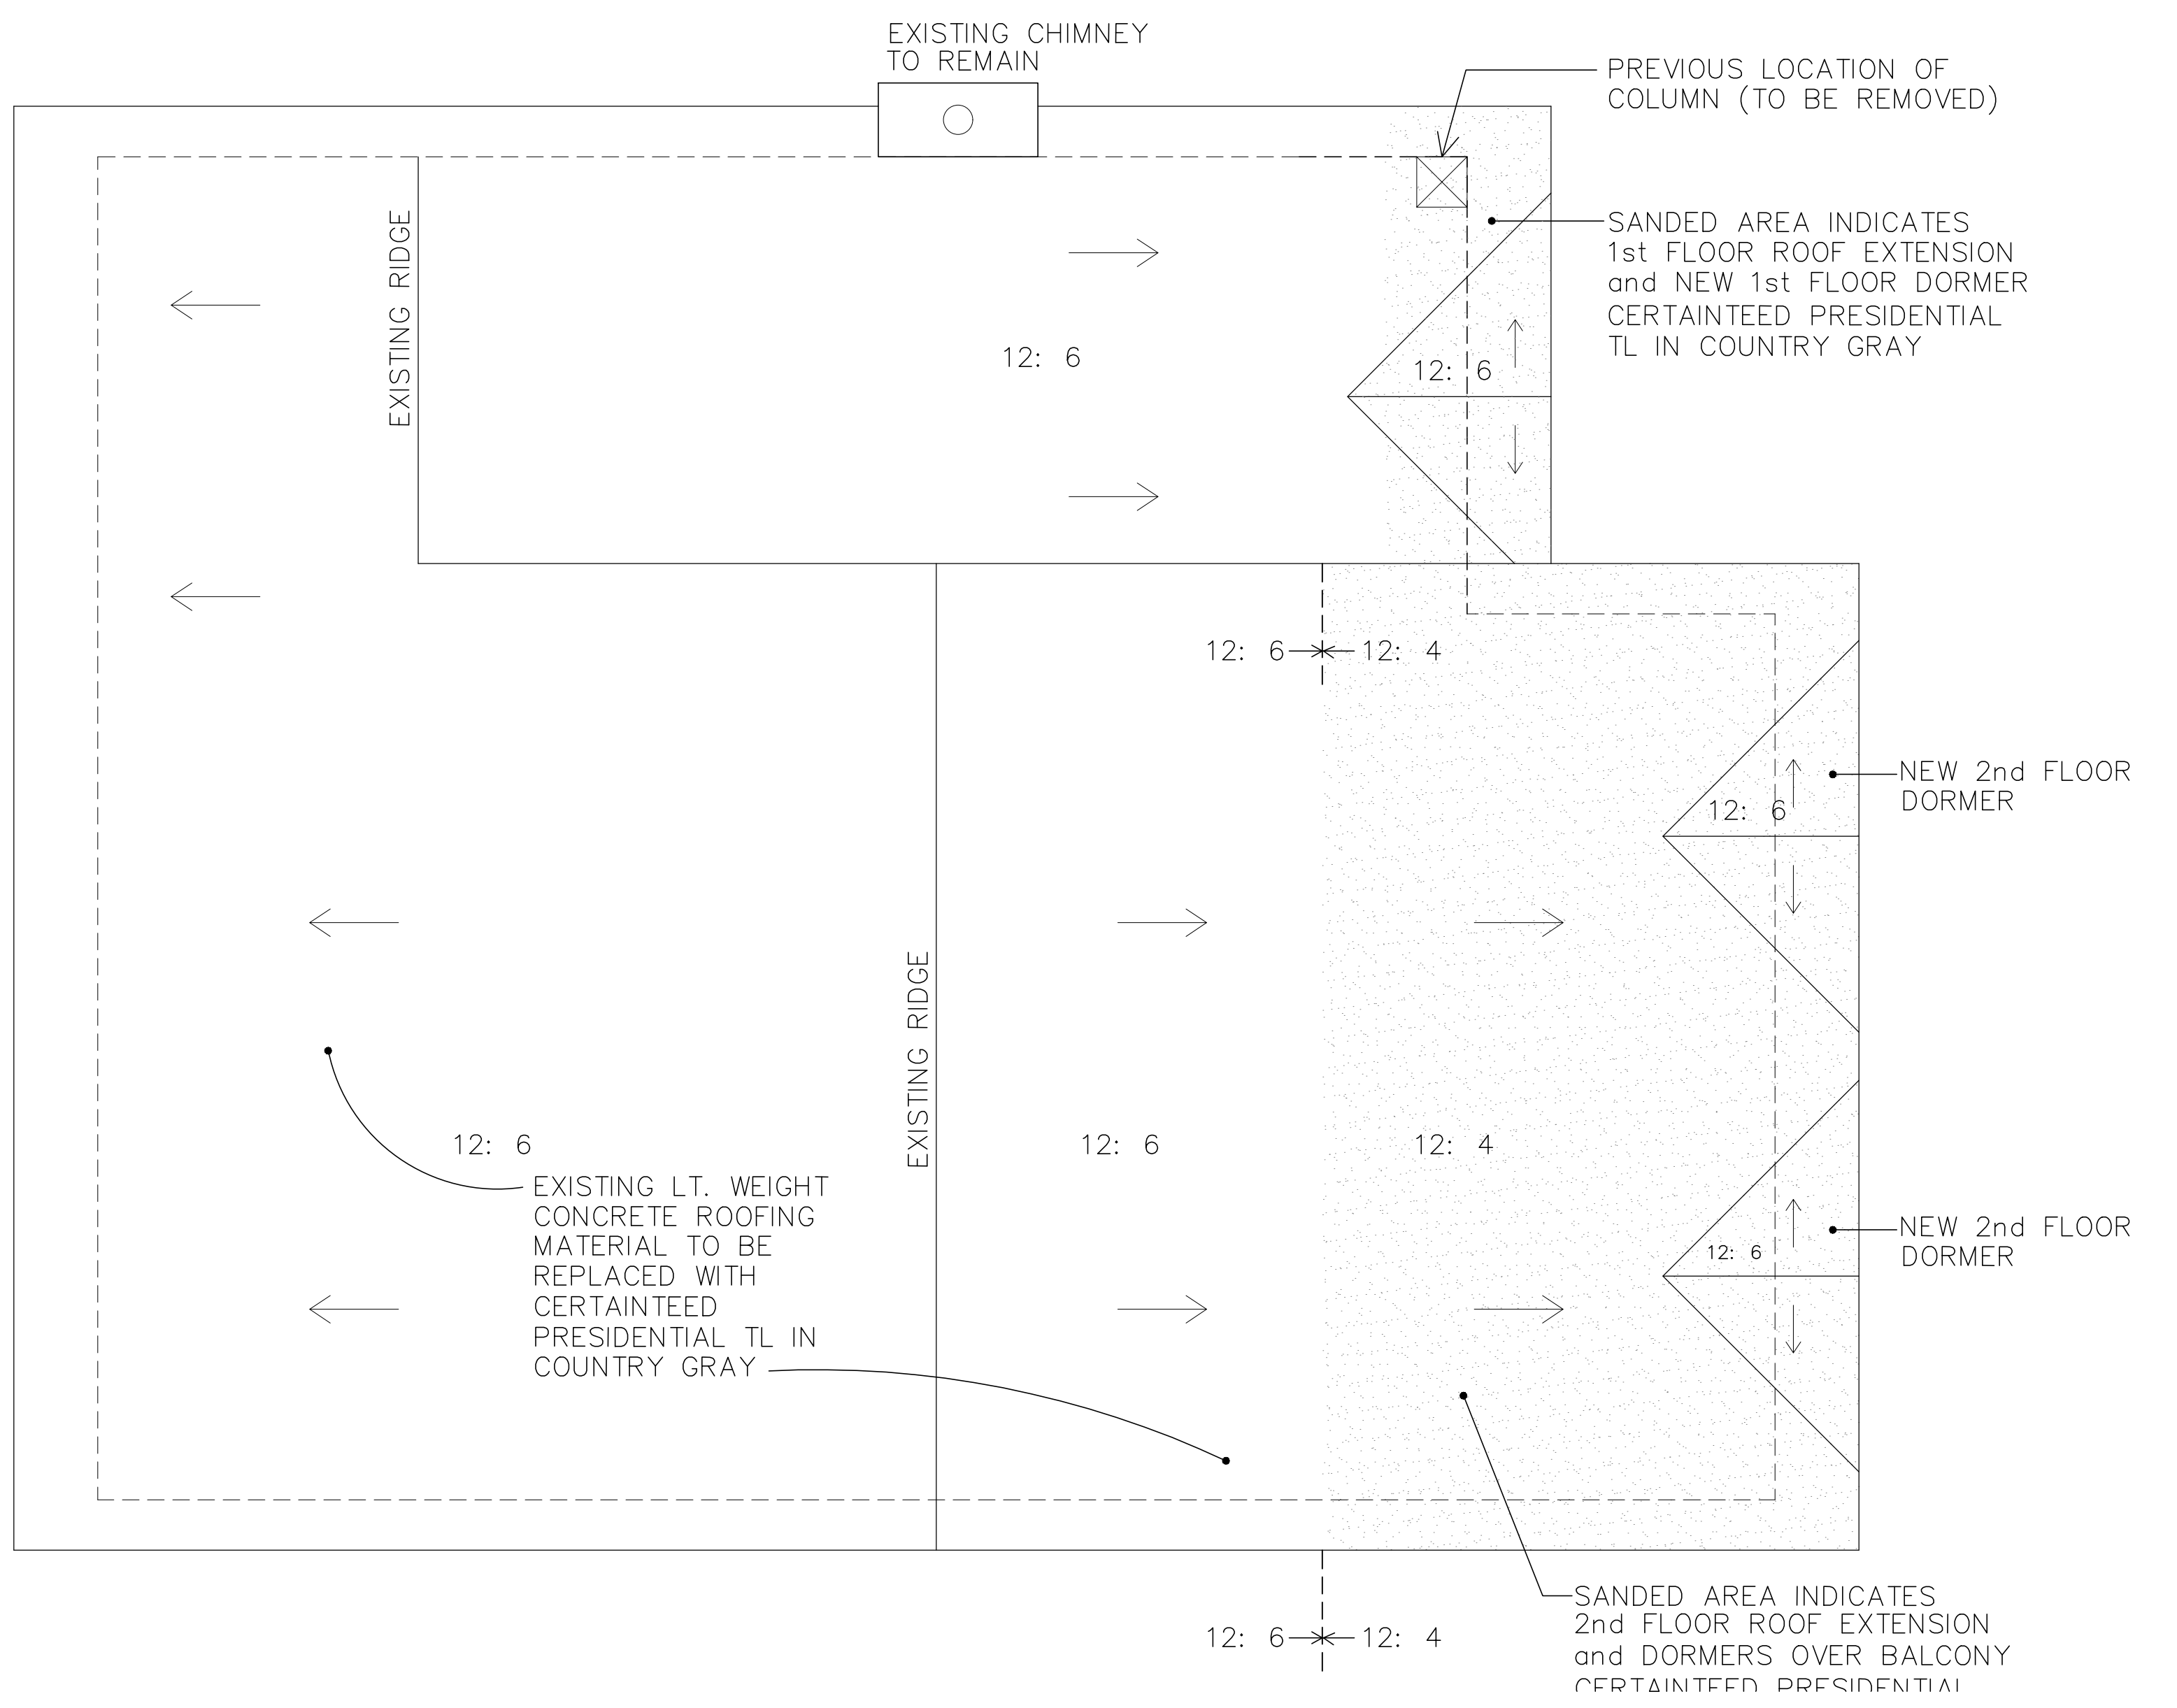 EXISTING CHIMNEY
TO REMAIN
PREVIOUS LOCATION OF
COLUMN (TO BE REMOVED)
EXISTING RIDGE
SANDED AREA INDICATES
1st FLOOR ROOF EXTENSION
and NEW 1st FLOOR DORMER
CERTAINTEED PRESIDENTIAL
TL IN COUNTRY GRAY
12: 6
12: 6
12: 6
12: 4
NEW 2nd FLOOR
DORMER
12: 6
EXISTING RIDGE
12: 6
12: 6
12: 4
EXISTING LT. WEIGHT
CONCRETE ROOFING
MATERIAL TO BE
REPLACED WITH
CERTAINTEED
PRESIDENTIAL TL IN
COUNTRY GRAY
NEW 2nd FLOOR
DORMER
12: 6
SANDED AREA INDICATES
2nd FLOOR ROOF EXTENSION
and DORMERS OVER BALCONY
CERTAINTEED PRESIDENTIAL
12: 6
12: 4